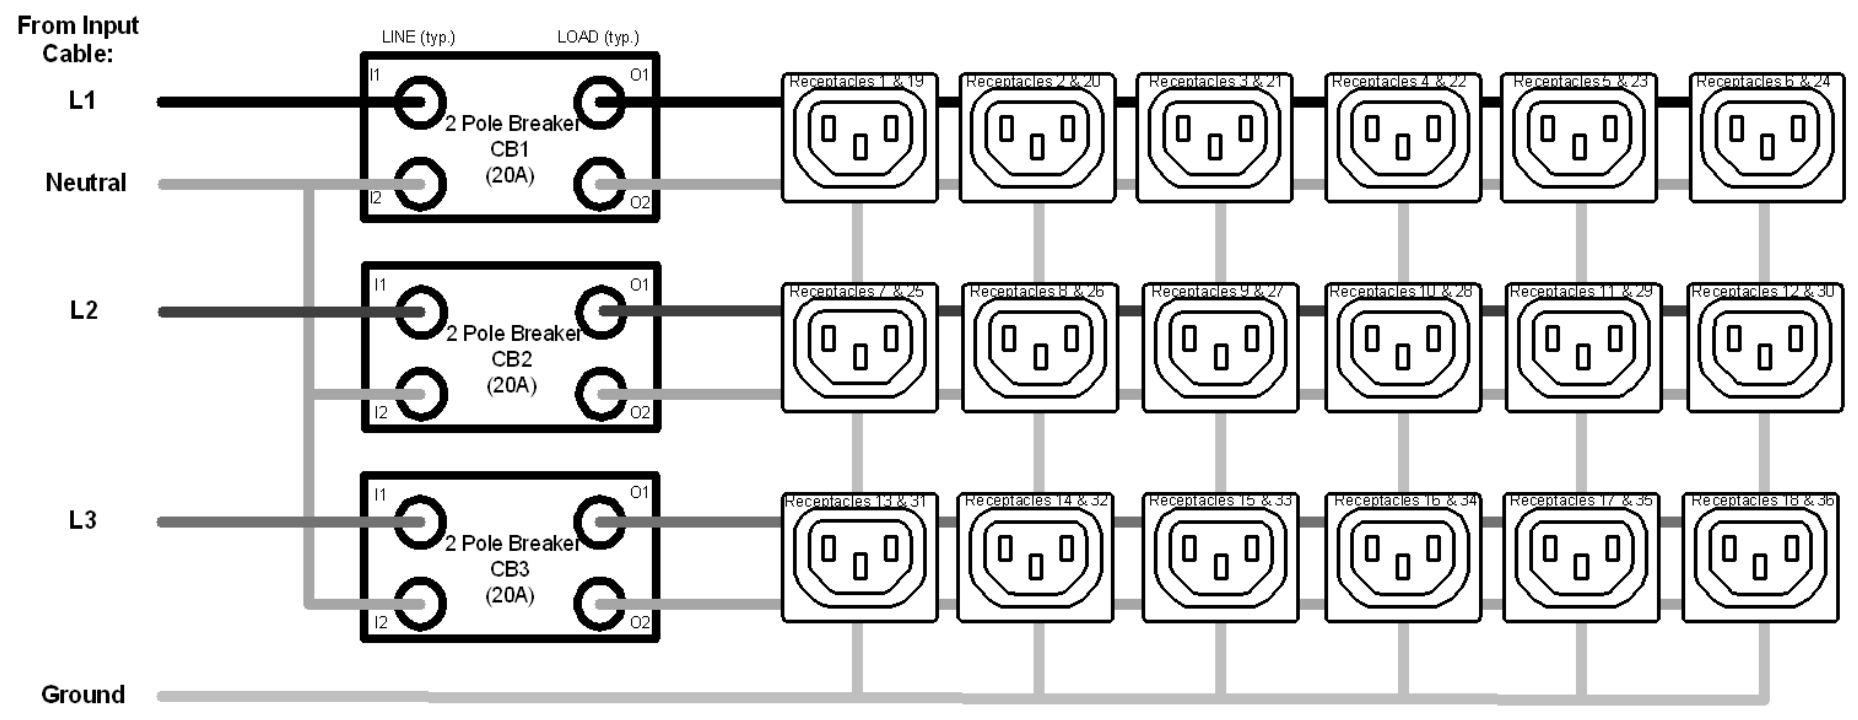 From Input
Cable:
LINE (typ.)
LOAD (typ.)
L1
I1
O1
2 Pole Breaker
CB1
(20A)
Neutral
I2
O2
Receptacles 1 & 19
Receptacles 2 & 20
Receptacles 3 & 21
Receptacles 4 & 22
Receptacles 5 & 23
Receptacles 6 & 24
L2
I1
O1
2 Pole Breaker
CB2
(20A)
I2
O2
Receptacles 7 & 25
Receptacles 8 & 26
Receptacles 9 & 27
Receptacles 10 & 28
Receptacles 11 & 29
Receptacles 12 & 30
L3
I1
O1
2 Pole Breaker
CB3
(20A)
I2
O2
Receptacles 13 & 31
Receptacles 14 & 32
Receptacles 15 & 33
Receptacles 16 & 34
Receptacles 17 & 35
Receptacles 18 & 36
Ground